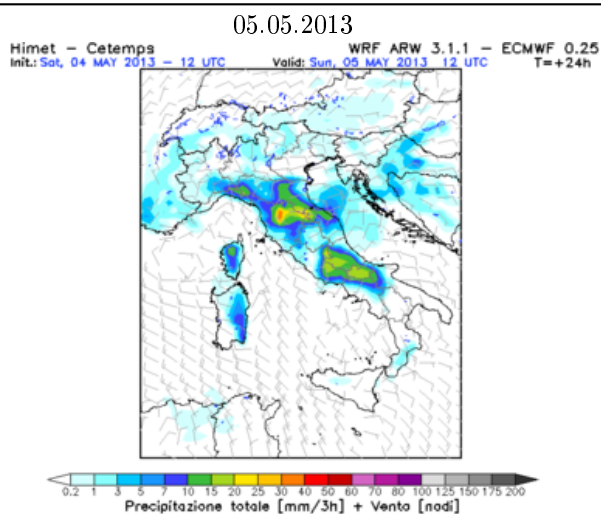 05.05.2013
Himet – Cetemps WRF ARW 3.1.1 – ECMWF 0.25
Init.: Sat, 04 MAY 2013 – 12 UTC Valid: Sun, 05 MAY 2013 12 UTC T=+24h
0.2 1 3 5 7 10 15 20 25 30 40 50 60 70 80 100 125 150 175 200
Precipitazione totale [mm/3h] + Vento [nodi]